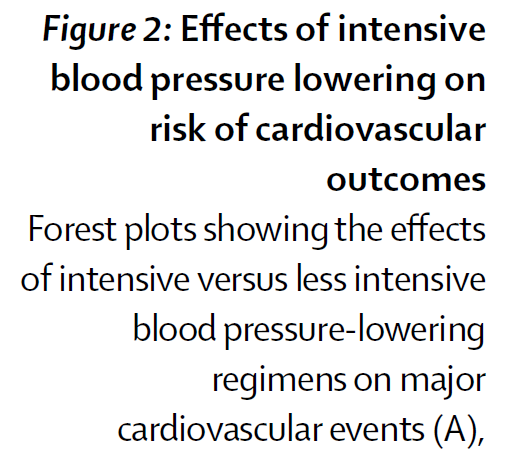 Figure 2: Effects of intensive
blood pressure lowering on
risk of cardiovascular
outcomes
Forest plots showing the effects
of intensive versus less intensive
blood pressure-lowering
regimens on major
cardiovascular events (A),